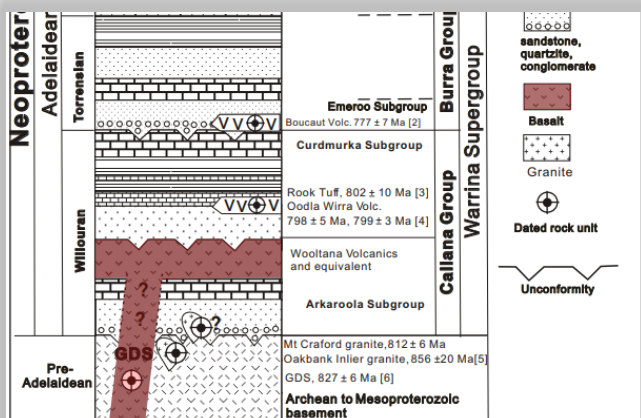 Neoproter
Adelaidean
Torrensian
Willouran
Pre-
Adelaidean
V V V
V V V
?
?
?
GDS
Emeroo Subgroup
Boucaut Volc. 777 ± 7 Ma [2]
Curdmurka Subgroup
Rook Tuff, 802 ± 10 Ma [3]
Oodla Wirra Volc.
798 ± 5 Ma, 799 ± 3 Ma [4]
Wooltana Volcanics
and equivalent
Arkaroola Subgroup
Mt Craford granite, 812 ± 6 Ma
Oakbank Inlier granite, 856 ±20 Ma[5]
GDS, 827 ± 6 Ma [6]
Archean to Mesoproterozoic
basement
Burra Group
Callana Group
Warrina Supergroup
sandstone,
quartzite,
conglomerate
Basalt
Granite
Dated rock unit
Unconformity